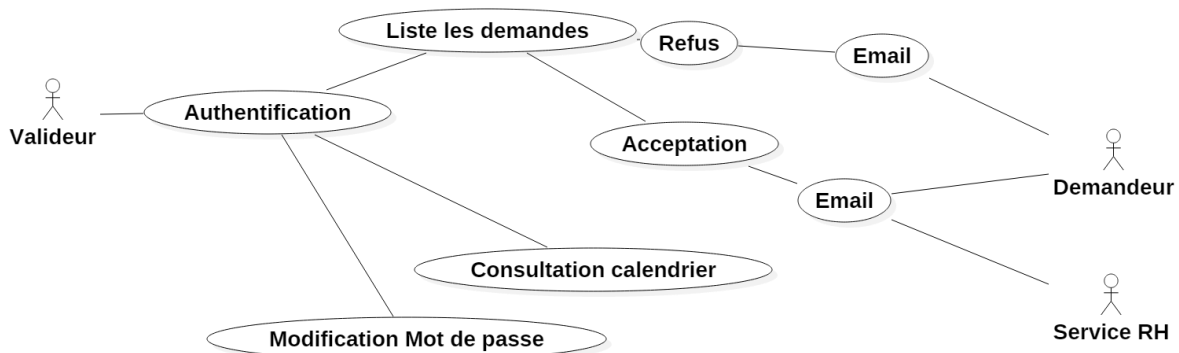 Liste les demandes
Refus
Email
Authentification
Valideur
Acceptation
Demandeur
Email
Consultation calendrier
Service RH
Modification Mot de passe